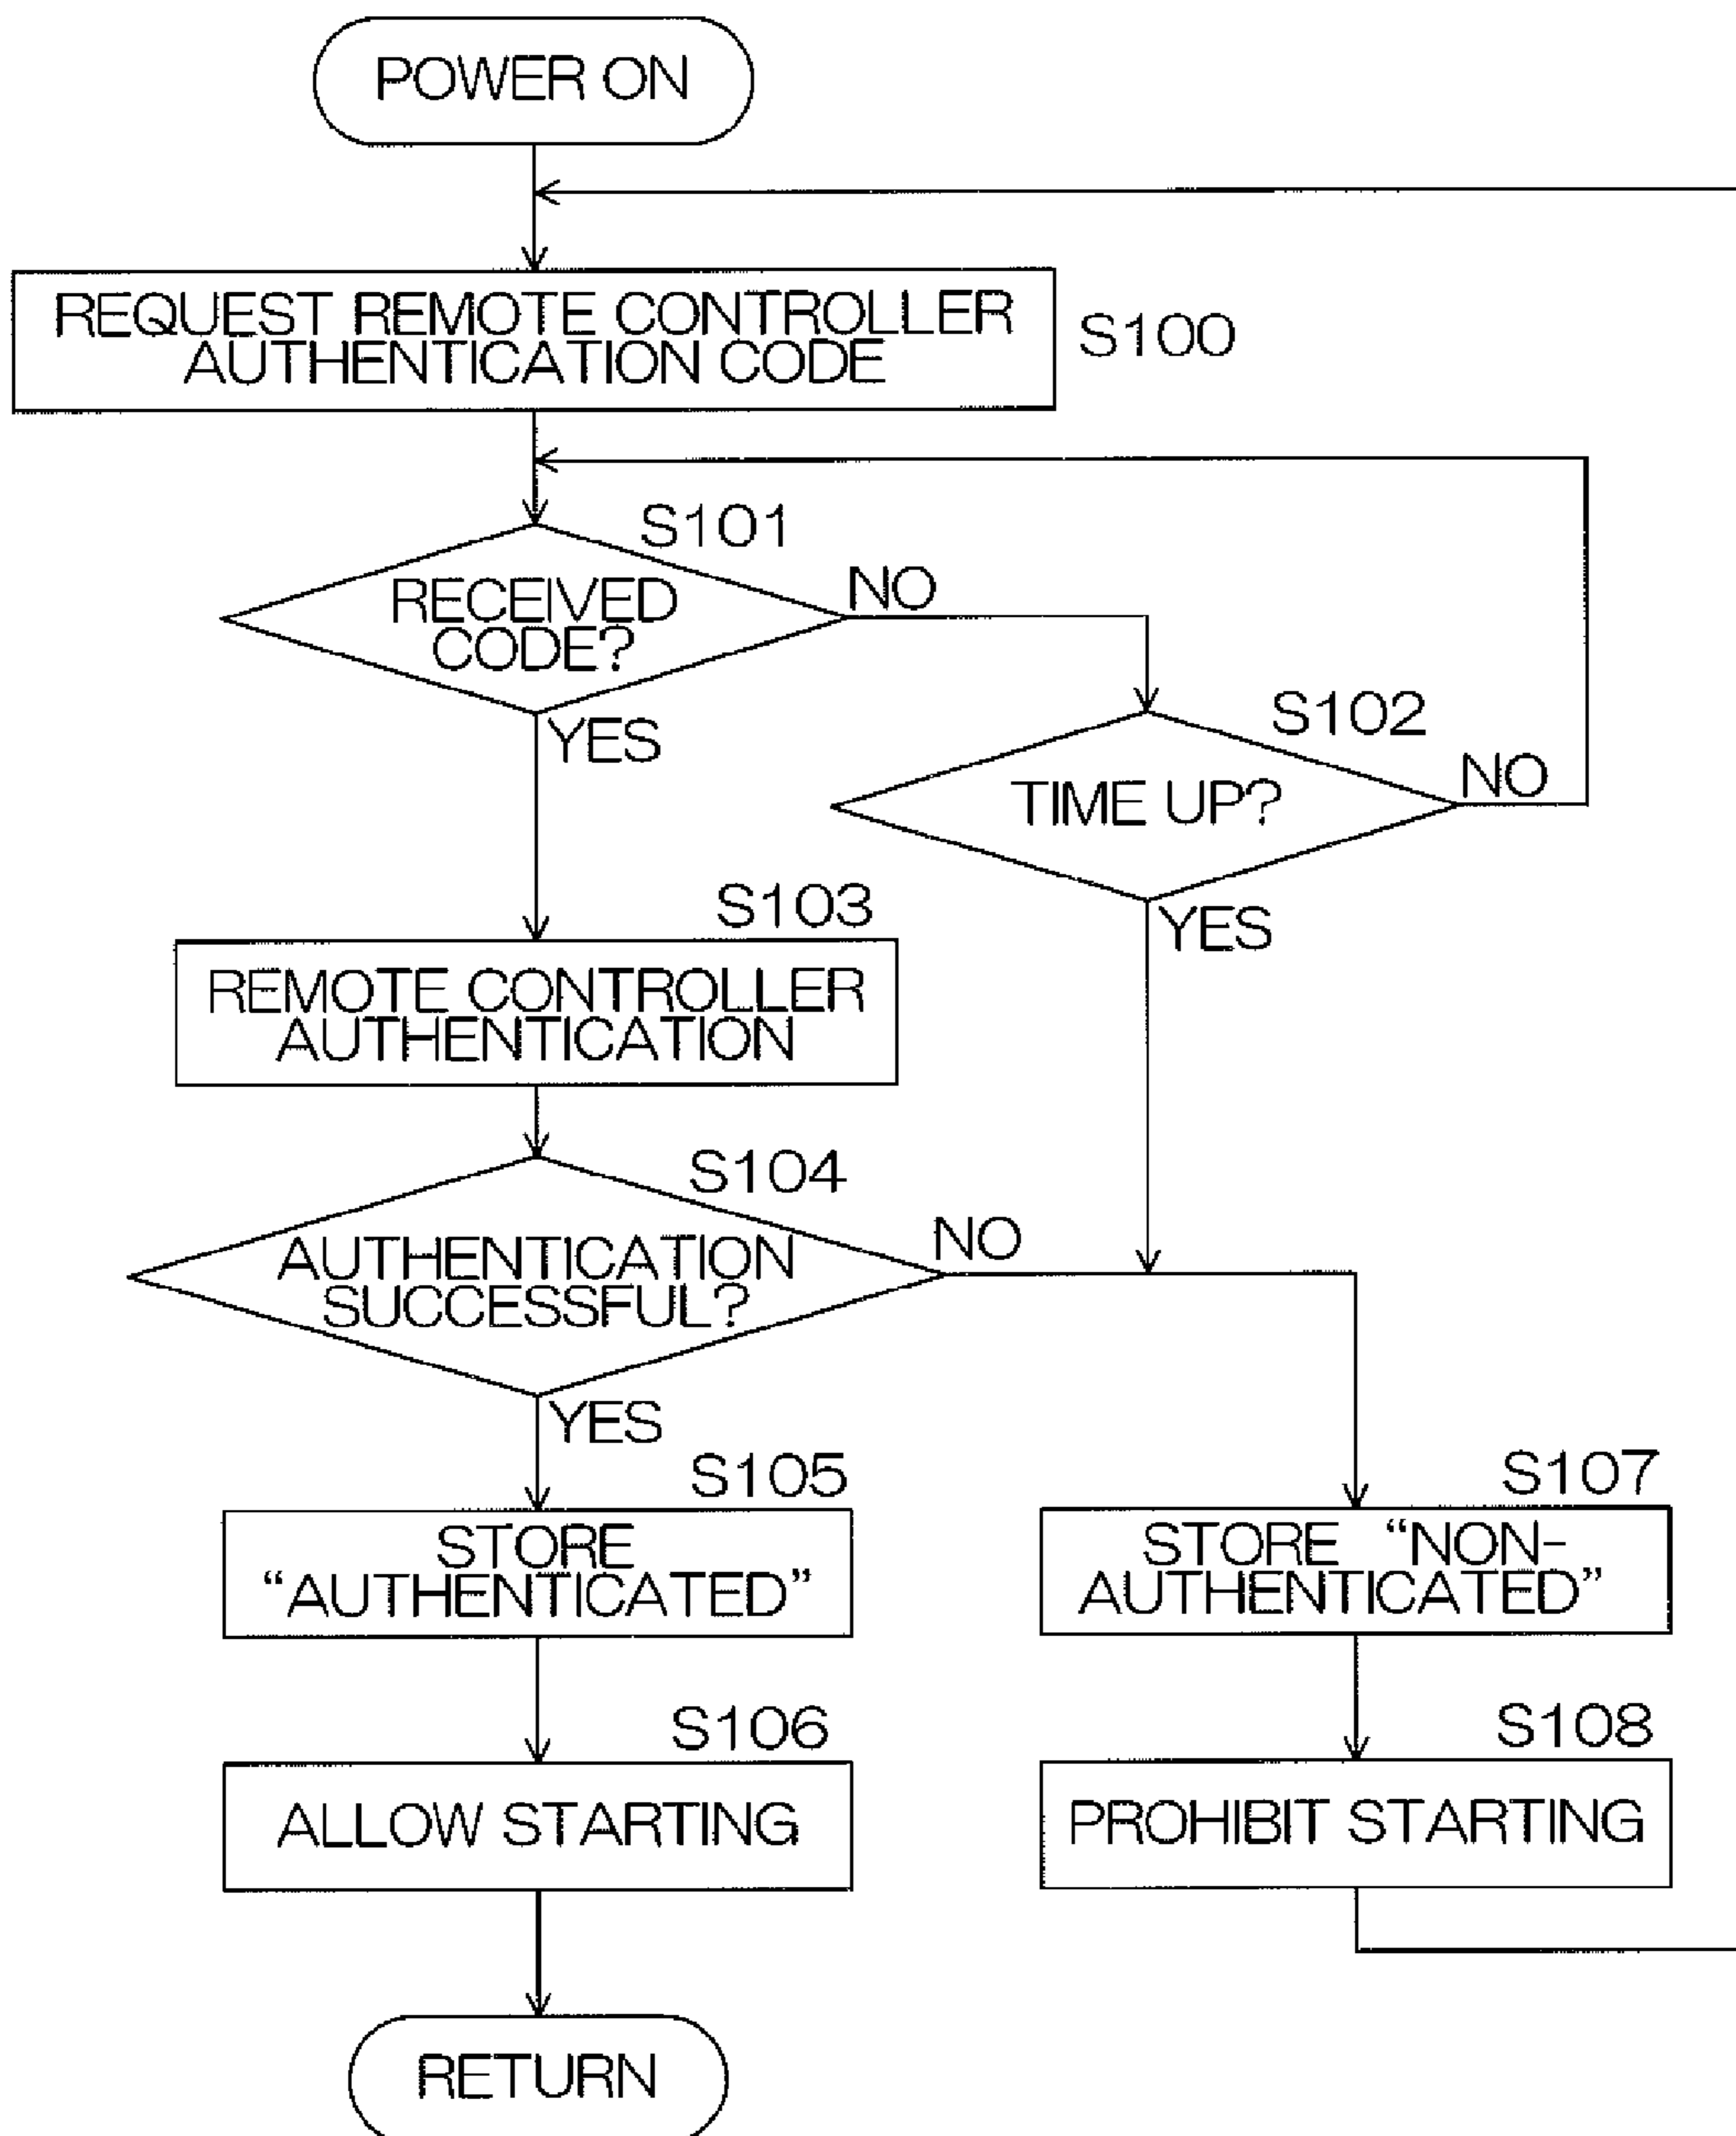 POWER ON
REQUEST REMOTE CONTROLLER
AUTHENTICATION CODE
S100
S101
RECEIVED
CODE?
NO
YES
S102
TIME UP?
NO
YES
S103
REMOTE CONTROLLER
AUTHENTICATION
S104
AUTHENTICATION
SUCCESSFUL?
NO
YES
S105
STORE
“AUTHENTICATED”
S107
STORE “NON-
AUTHENTICATED”
S106
ALLOW STARTING
S108
PROHIBIT STARTING
RETURN